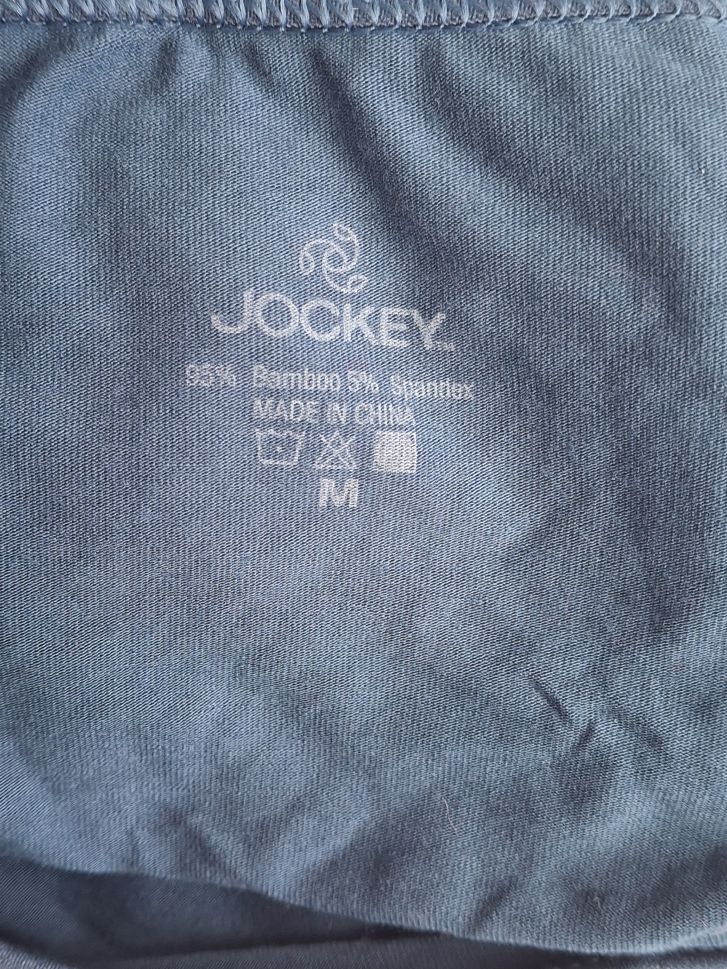 JOCKEY
95% Bamboo 5% Spandex
MADE IN CHINA
M